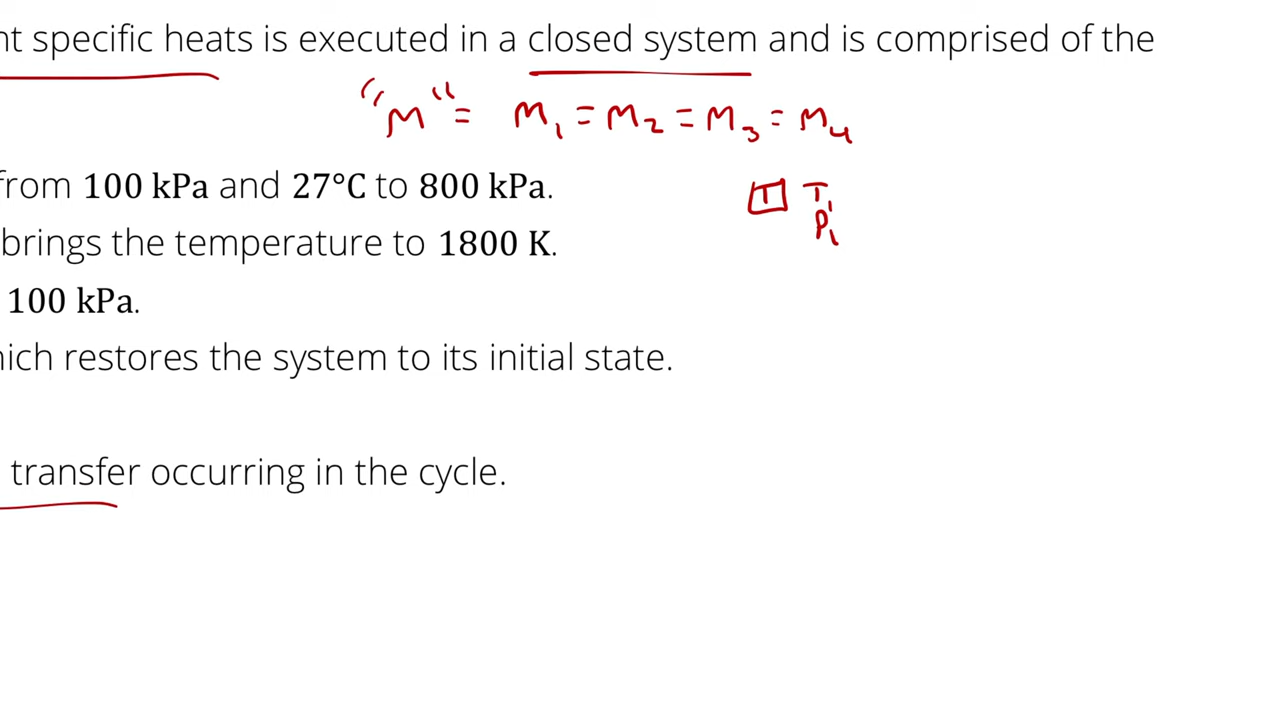 nt specific heats is executed in a closed system and is comprised of the
"m" = m₁ = m₂ = m₃ = m₄
from 100 kPa and 27°C to 800 kPa.
1 T₁
P₁
brings the temperature to 1800 K.
100 kPa.
hich restores the system to its initial state.
transfer occurring in the cycle.